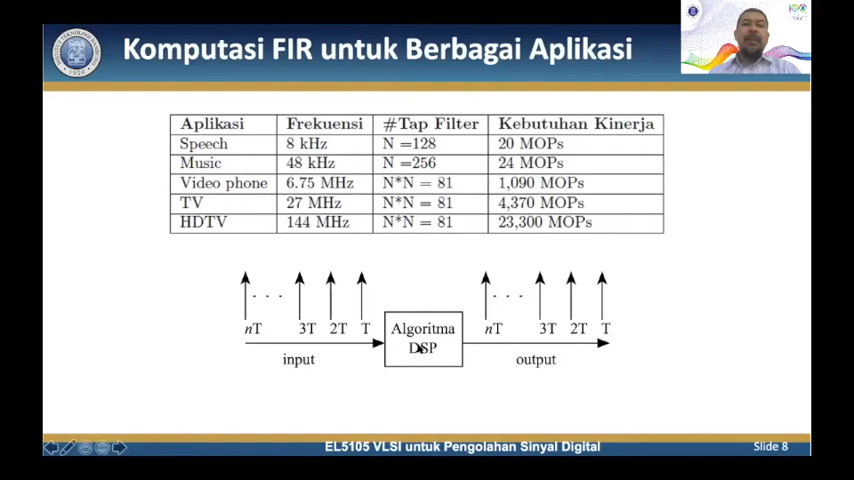 Komputasi FIR untuk Berbagai Aplikasi
Aplikasi Frekuensi #Tap Filter Kebutuhan Kinerja
Speech 8 kHz N =128 20 MOPs
Music 48 kHz N =256 24 MOPs
Video phone 6.75 MHz N*N = 81 1,090 MOPs
TV 27 MHz N*N = 81 4,370 MOPs
HDTV 144 MHz N*N = 81 23,300 MOPs
nT 3T 2T T
input
Algoritma
DSP
nT 3T 2T T
output
EL5105 VLSI untuk Pengolahan Sinyal Digital
Slide 8